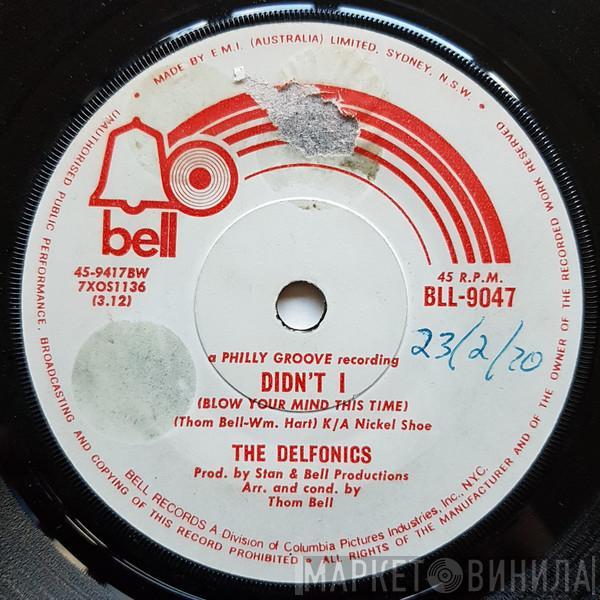 • MADE BY E.M.I. (AUSTRALIA) LIMITED, SYDNEY, N.S.W. •
UNAUTHORISED PUBLIC PERFORMANCE, BROADCASTING AND COPYING OF THIS RECORD PROHIBITED • ALL RIGHTS OF THE MANUFACTURER AND OF THE OWNER OF THE RECORDED WORK RESERVED
bell
45-9417BW
7XOS1136
(3.12)
45 R.P.M.
BLL-9047
23/2/70
a PHILLY GROOVE recording
DIDN'T I
(BLOW YOUR MIND THIS TIME)
(Thom Bell-Wm. Hart) K/A Nickel Shoe
THE DELFONICS
Prod. by Stan & Bell Productions
Arr. and cond. by
Thom Bell
BELL RECORDS A Division of Columbia Pictures Industries, Inc., NYC.
МАРКЕТ ВИНИЛА